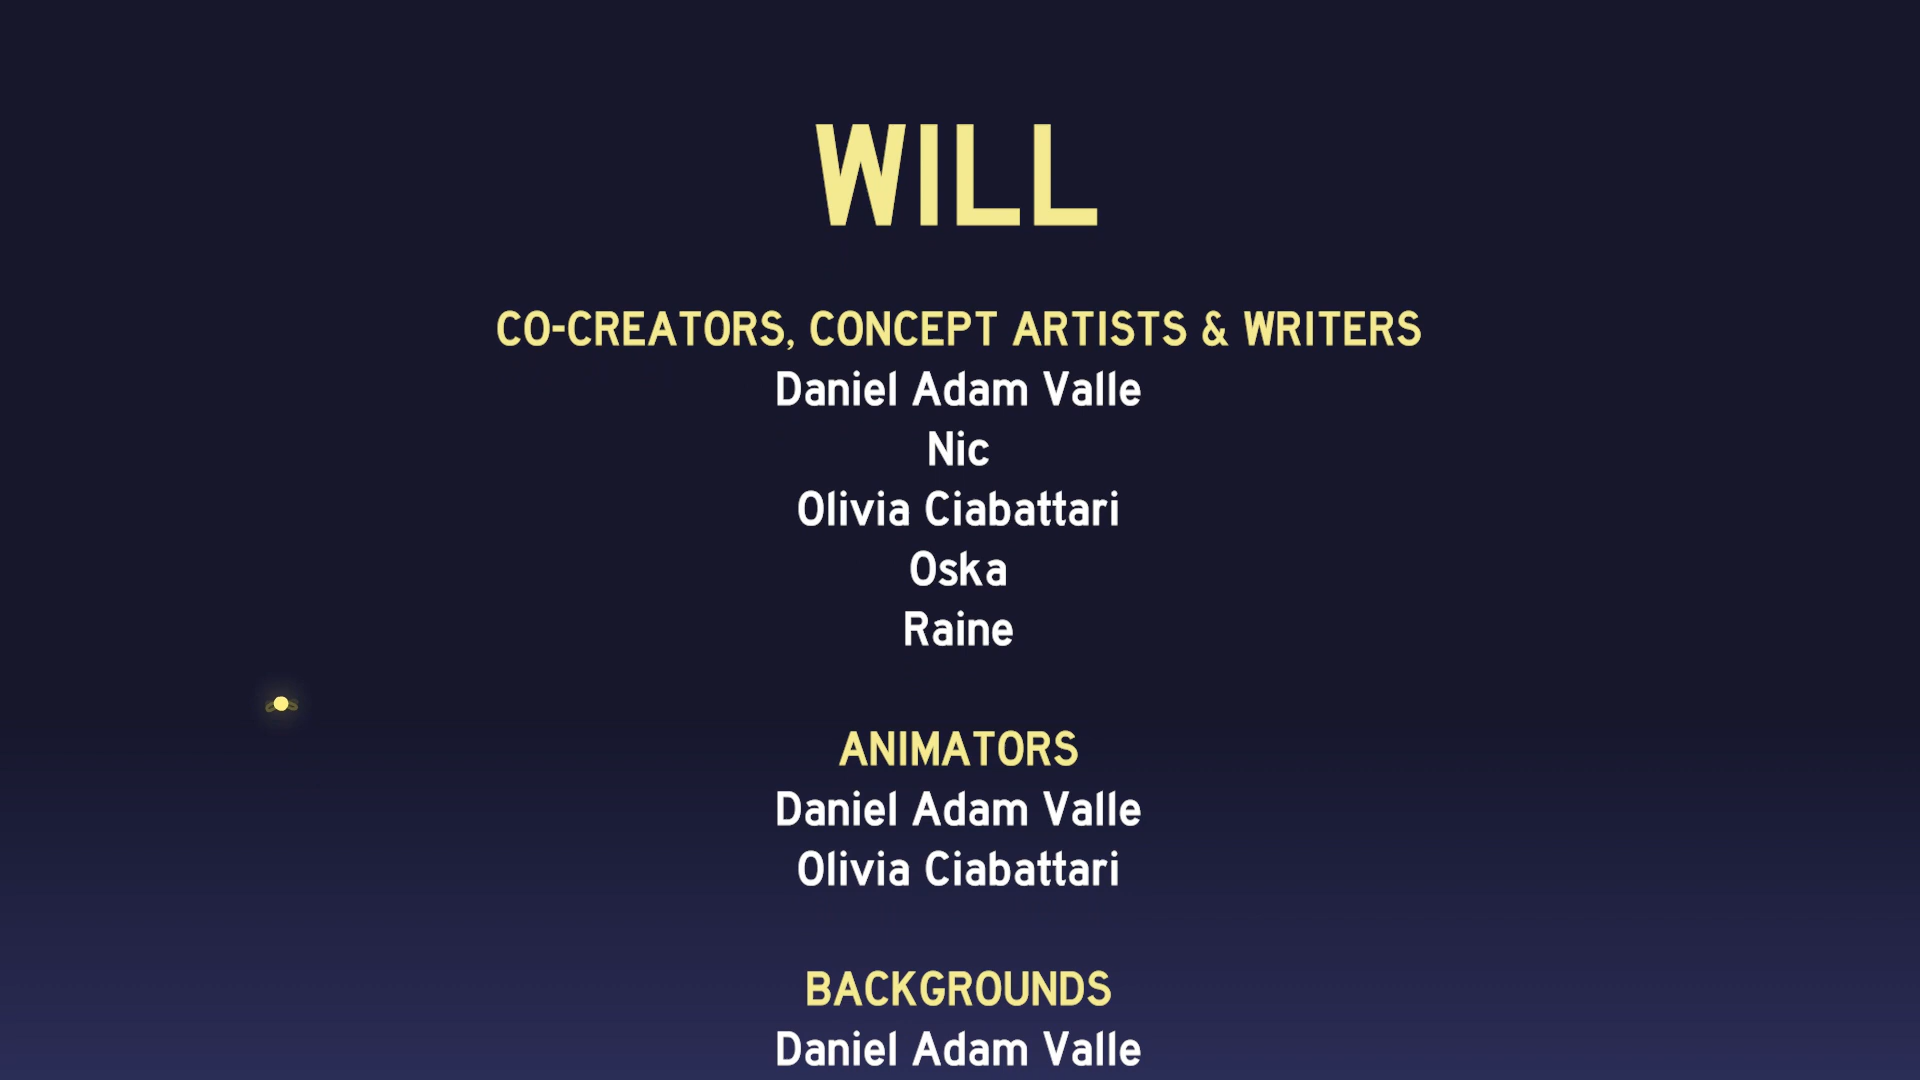 WILL
CO-CREATORS, CONCEPT ARTISTS & WRITERS
Daniel Adam Valle
Nic
Olivia Ciabattari
Oska
Raine
ANIMATORS
Daniel Adam Valle
Olivia Ciabattari
BACKGROUNDS
Daniel Adam Valle